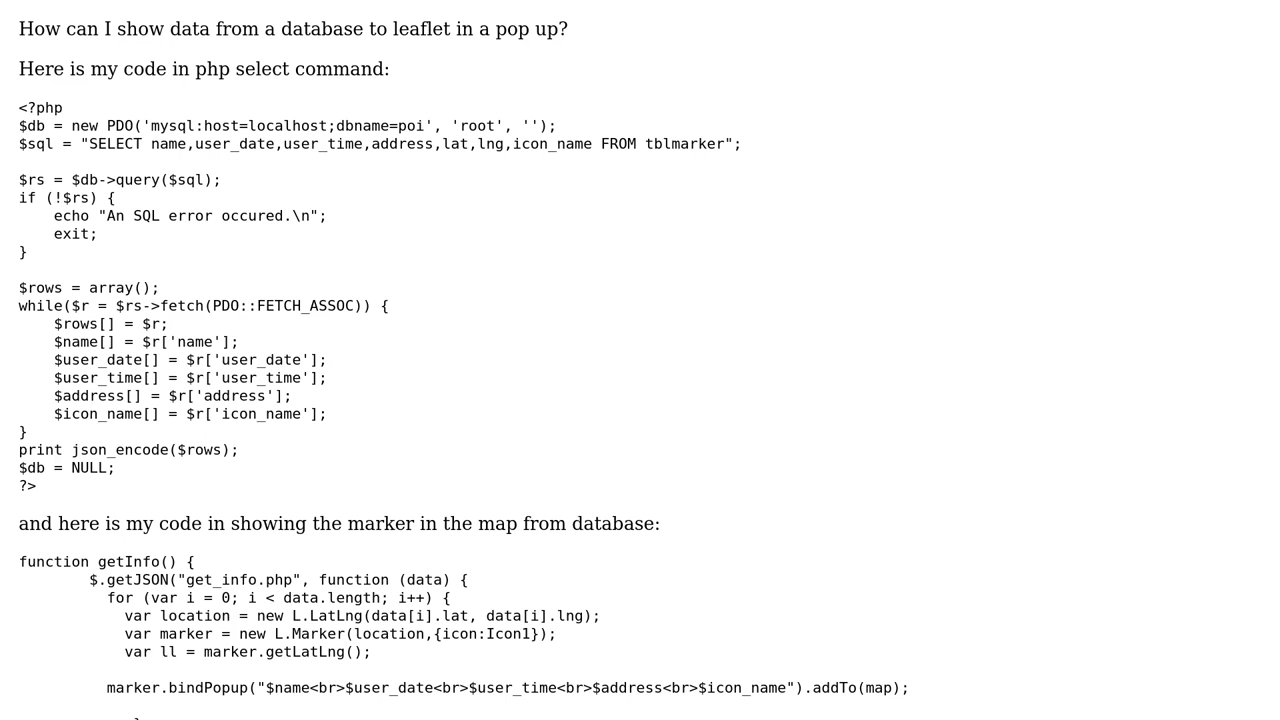 How can I show data from a database to leaflet in a pop up?
Here is my code in php select command:
<?php
$db = new PDO('mysql:host=localhost;dbname=poi', 'root', '');
$sql = "SELECT name,user_date,user_time,address,lat,lng,icon_name FROM tblmarker";
$rs = $db->query($sql);
if (!$rs) {
    echo "An SQL error occured.\n";
    exit;
}
$rows = array();
while($r = $rs->fetch(PDO::FETCH_ASSOC)) {
    $rows[] = $r;
    $name[] = $r['name'];
    $user_date[] = $r['user_date'];
    $user_time[] = $r['user_time'];
    $address[] = $r['address'];
    $icon_name[] = $r['icon_name'];
}
print json_encode($rows);
$db = NULL;
?>
and here is my code in showing the marker in the map from database:
function getInfo() {
        $.getJSON("get_info.php", function (data) {
          for (var i = 0; i < data.length; i++) {
            var location = new L.LatLng(data[i].lat, data[i].lng);
            var marker = new L.Marker(location,{icon:Icon1});
            var ll = marker.getLatLng();
          marker.bindPopup("$name<br>$user_date<br>$user_time<br>$address<br>$icon_name").addTo(map);